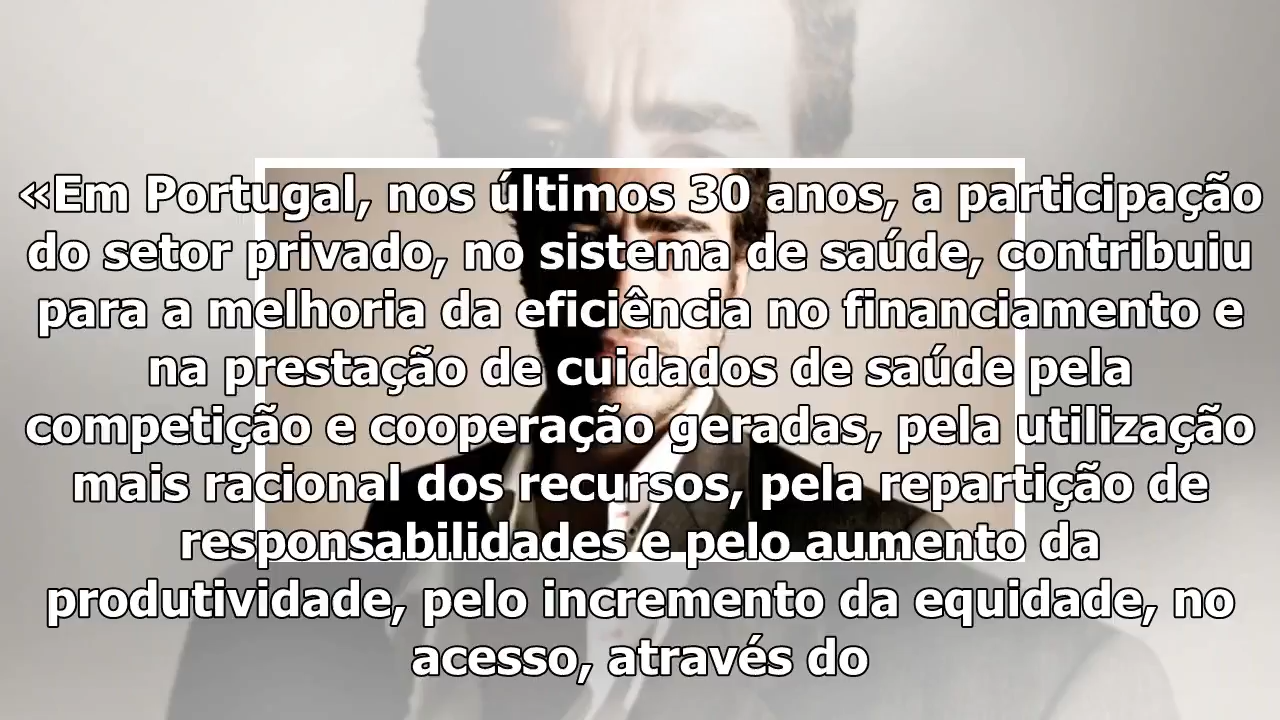 «Em Portugal, nos últimos 30 anos, a participação
do setor privado, no sistema de saúde, contribuiu
para a melhoria da eficiência no financiamento e
na prestação de cuidados de saúde pela
competição e cooperação geradas, pela utilização
mais racional dos recursos, pela repartição de
responsabilidades e pelo aumento da
produtividade, pelo incremento da equidade, no
acesso, através do